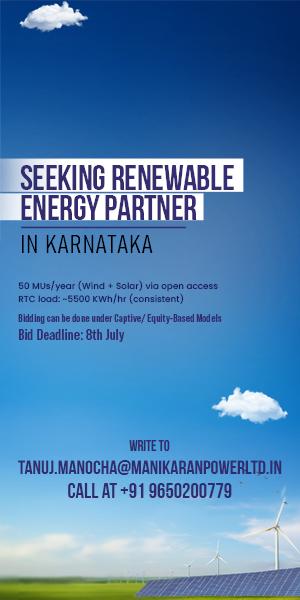 SEEKING RENEWABLE
ENERGY PARTNER
IN KARNATAKA
50 MUs/year (Wind + Solar) via open access
RTC load: ~5500 KWh/hr (consistent)
Bidding can be done under Captive/ Equity-Based Models
Bid Deadline: 8th July
WRITE TO
TANUJ.MANOCHA@MANIKARANPOWERLTD.IN
CALL AT +91 9650200779